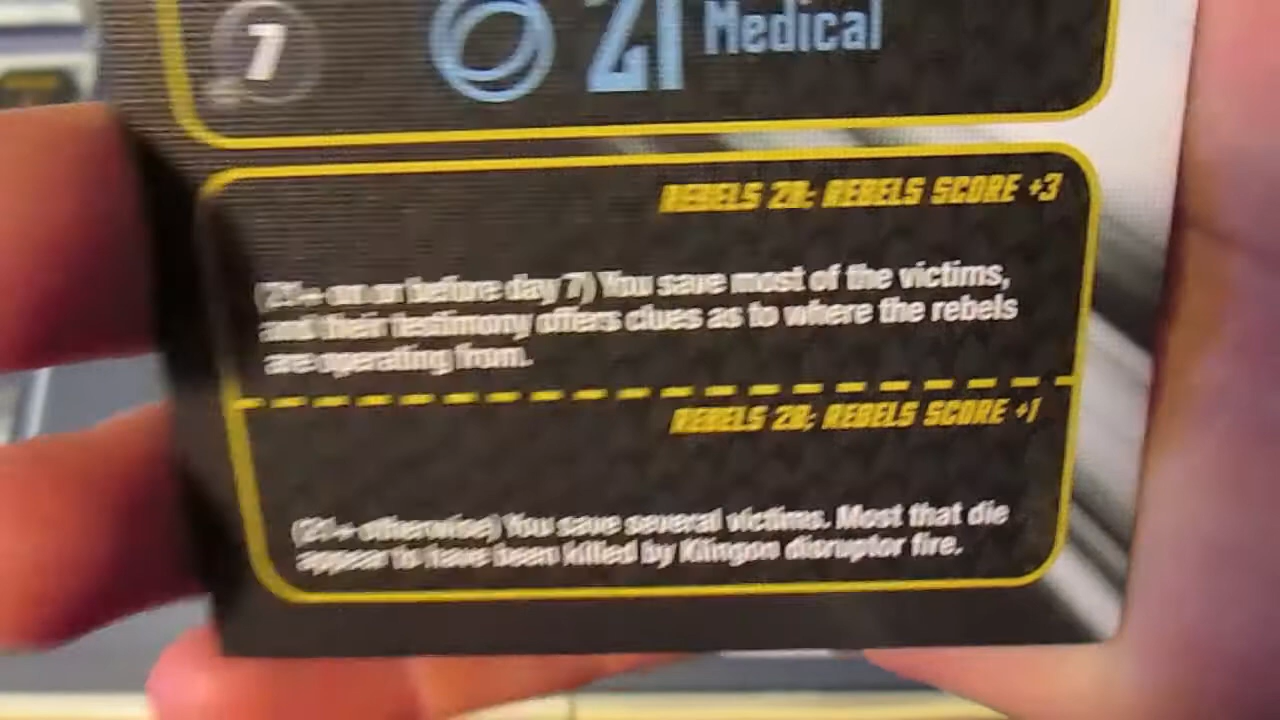 7
21 Medical
REBELS 2A; REBELS SCORE +3
(21+ on or before day 7) You save most of the victims,
and their testimony offers clues as to where the rebels
are operating from.
REBELS 2B; REBELS SCORE +1
(21+ otherwise) You save several victims. Most that die
appear to have been killed by Klingon disruptor fire.